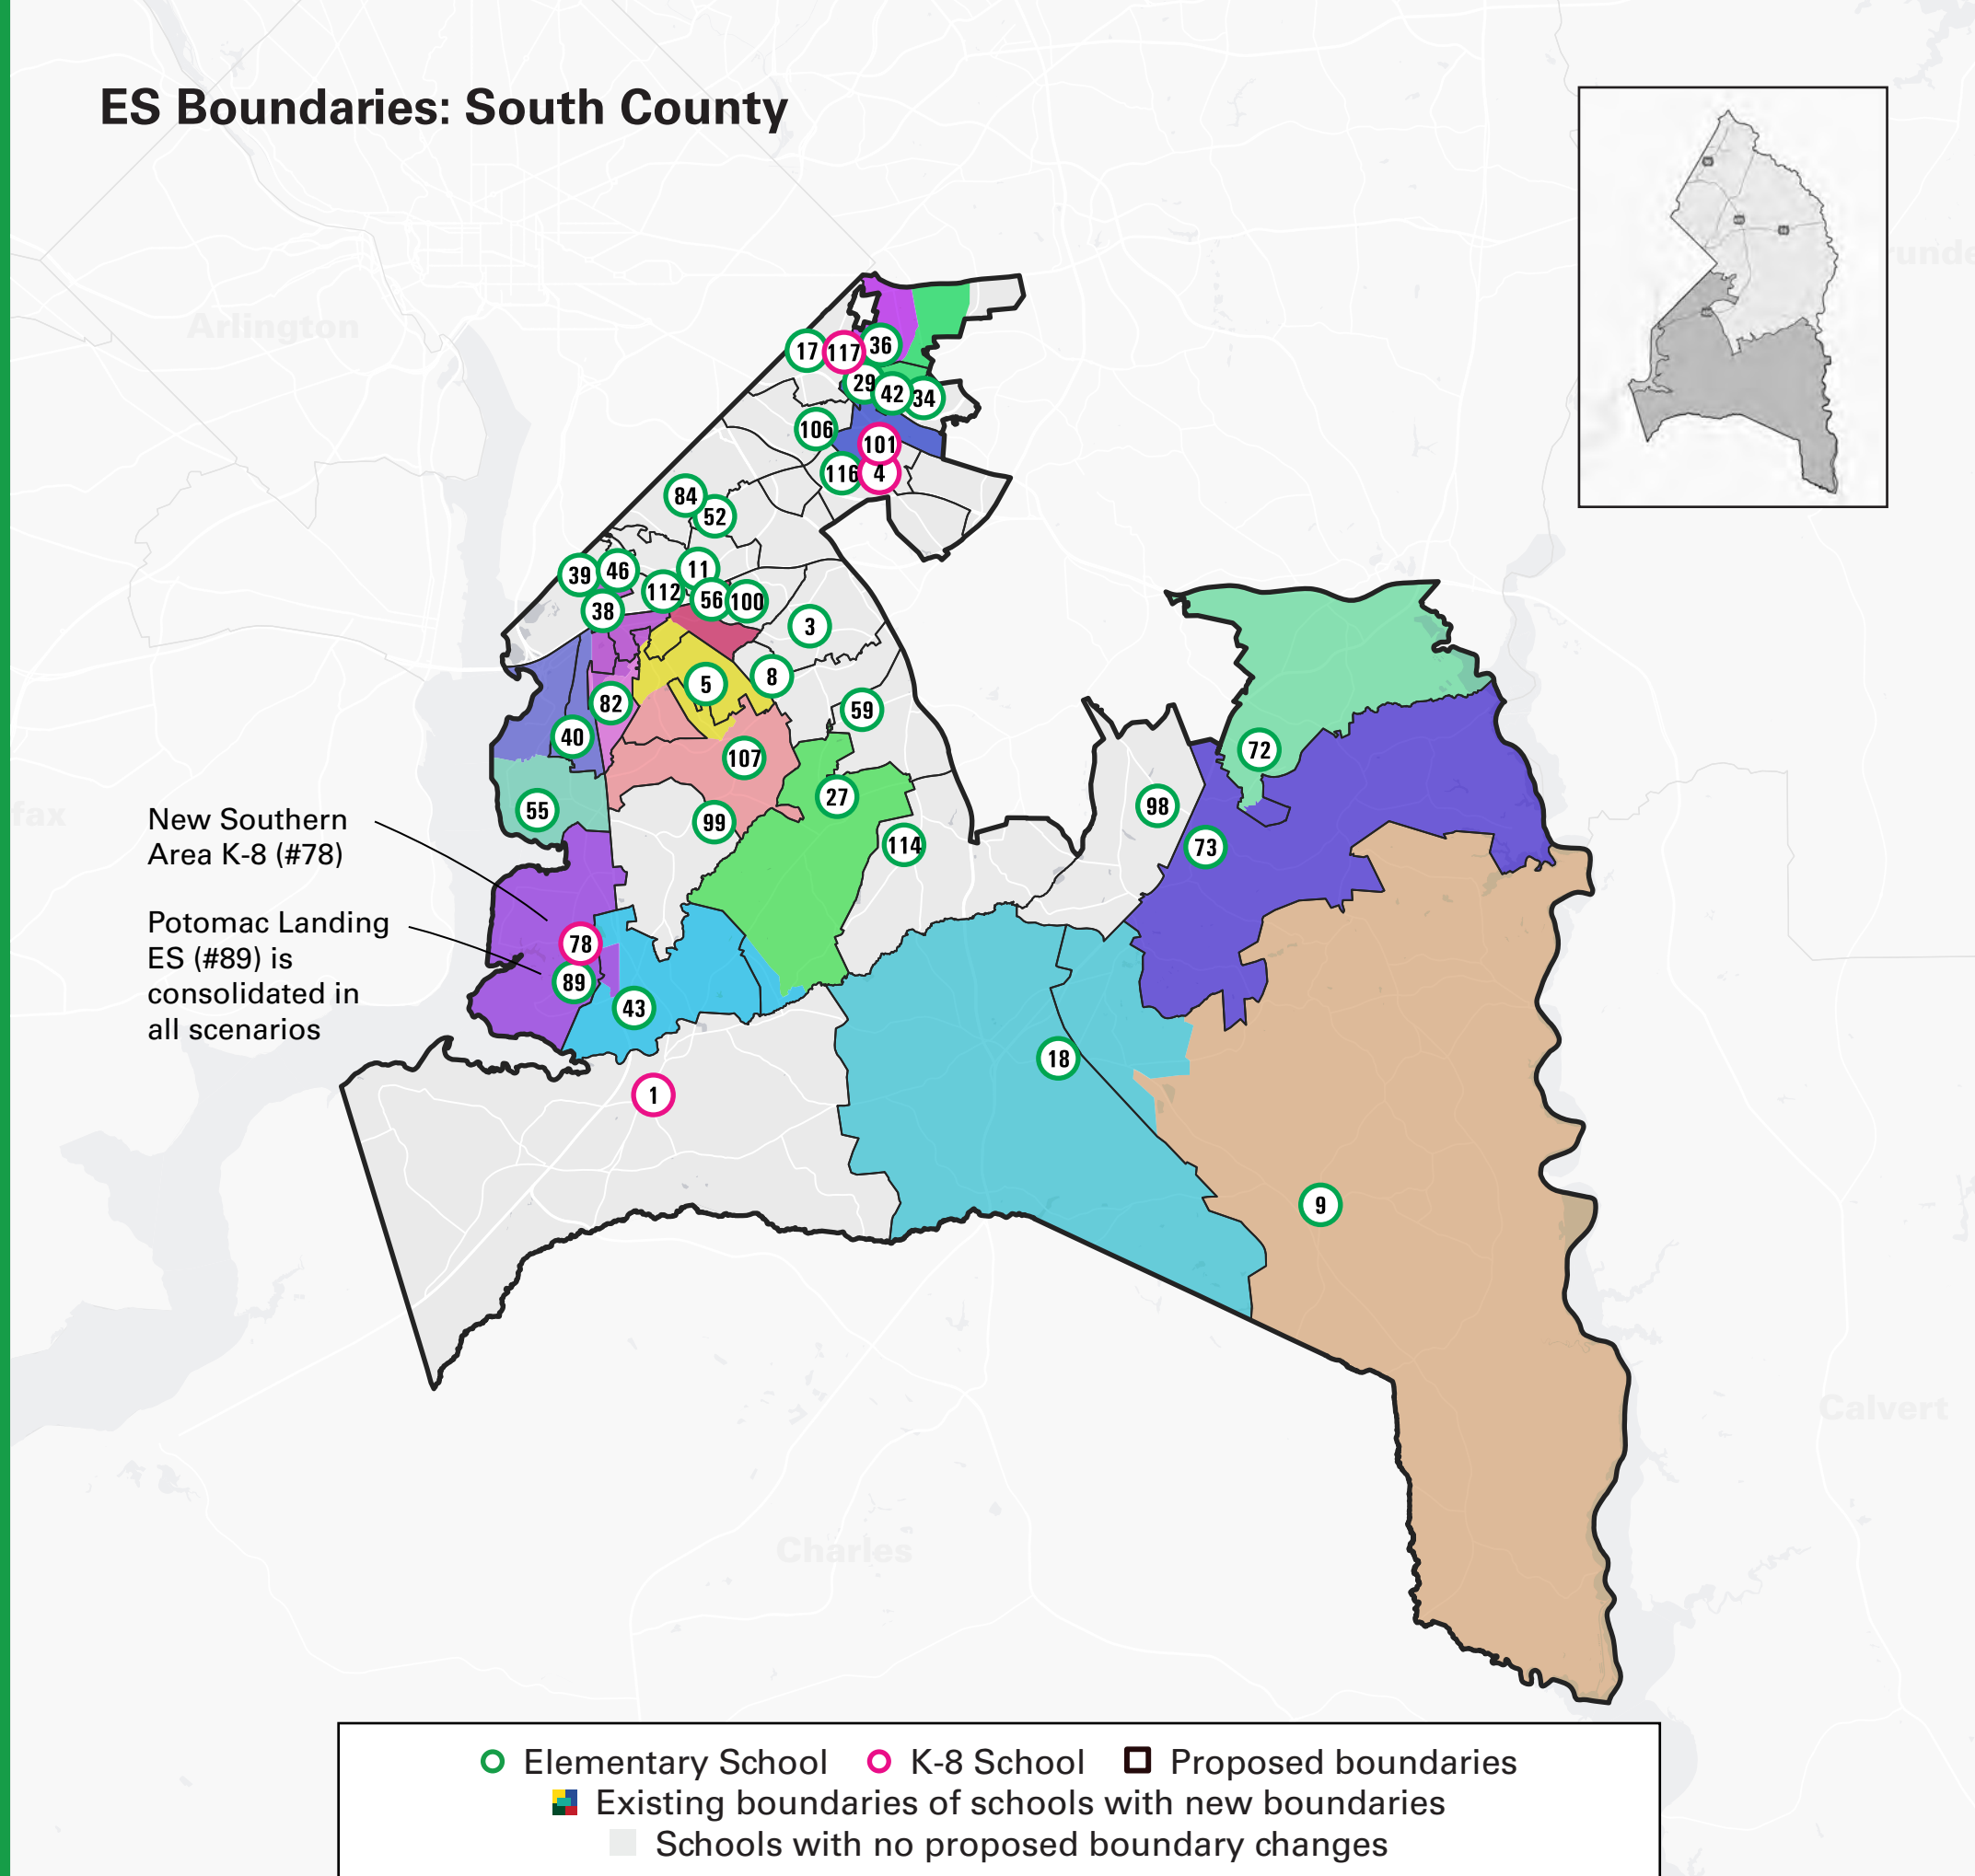 ES Boundaries: South County
Arlington
runde
fax
Calvert
Charles
17
117
36
29
42
34
106
101
116
4
84
52
39
46
11
112
56
100
38
3
5
8
82
59
40
107
72
27
55
98
99
114
73
New Southern
Area K-8 (#78)
Potomac Landing
ES (#89) is
consolidated in
all scenarios
78
89
43
18
1
9
Elementary School
K-8 School
Proposed boundaries
Existing boundaries of schools with new boundaries
Schools with no proposed boundary changes